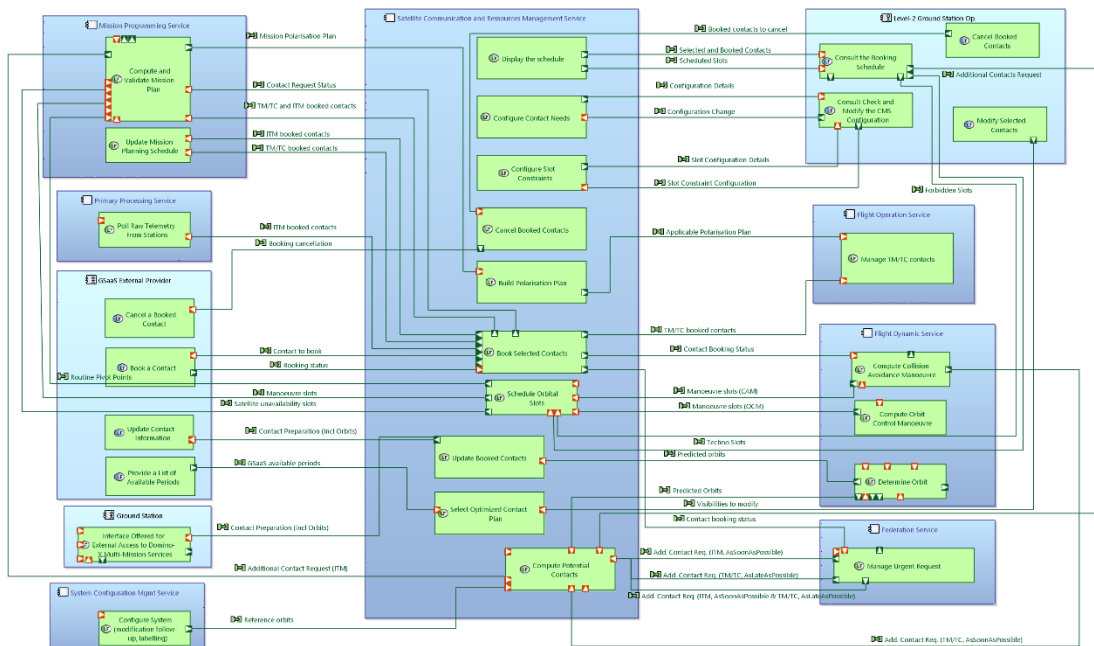 Mission Programming Service
Compute and
Validate Mission
Plan
Update Mission
Planning Schedule
Mission Polarisation Plan
Contact Request Status
TM/TC and ITM booked contacts
ITM booked contacts
TM/TC booked contacts
Primary Processing Service
Poll Raw Telemetry
From Stations
ITM booked contacts
Booking cancellation
GSaaS External Provider
Cancel a Booked
Contact
Book a Contact
Contact to book
Booking status
Routine Pivot Points
Manoeuvre slots
Satellite unavailability slots
Update Contact
Information
Contact Preparation (incl Orbits)
Provide a List of
Available Periods
GSaaS available periods
Ground Station
Interface Offered for
External Access to Domino-
X Multi-Mission Services
Contact Preparation (incl Orbits)
Additional Contact Request (ITM)
System Configuration Mgmt Service
Configure System
(modification follow-
up, labelling)
Reference orbits
Satellite Communication and Ressources Management Service
Display the schedule
Configure Contact Needs
Configure Slot
Constraints
Cancel Booked Contacts
Build Polarisation Plan
Book Selected Contacts
Schedule Orbital
Slots
Update Booked Contacts
Select Optimized Contact
Plan
Compute Potential
Contacts
Booked contacts to cancel
Selected and Booked Contacts
Scheduled Slots
Configuration Details
Configuration Change
Slot Configuration Details
Slot Constraint Configuration
Applicable Polarisation Plan
TM/TC booked contacts
Contact Booking Status
Manoeuvre slots (CAM)
Manoeuvre slots (OCM)
Techno Slots
Predicted orbits
Predicted Orbits
Visibilities to modify
Contact booking status
Add. Contact Req. (ITM, AsSoonAsPossible)
Add. Contact Req. (TM/TC, AsLateAsPossible)
Add. Contact Req. (ITM, AsSoonAsPossible & TM/TC, AsLateAsPossible)
Add. Contact Req. (TM/TC, AsSoonAsPossible)
Level-2 Ground Station Op.
Cancel Booked
Contacts
Consult the Booking
Schedule
Additional Contacts Request
Consult Check and
Modify the CMS
Configuration
Modify Selected
Contacts
Forbidden Slots
Flight Operation Service
Manage TM/TC contacts
Flight Dynamic Service
Compute Collision
Avoidance Manoeuvre
Compute Orbit
Control Manoeuvre
Determine Orbit
Federation Service
Manage Urgent Request